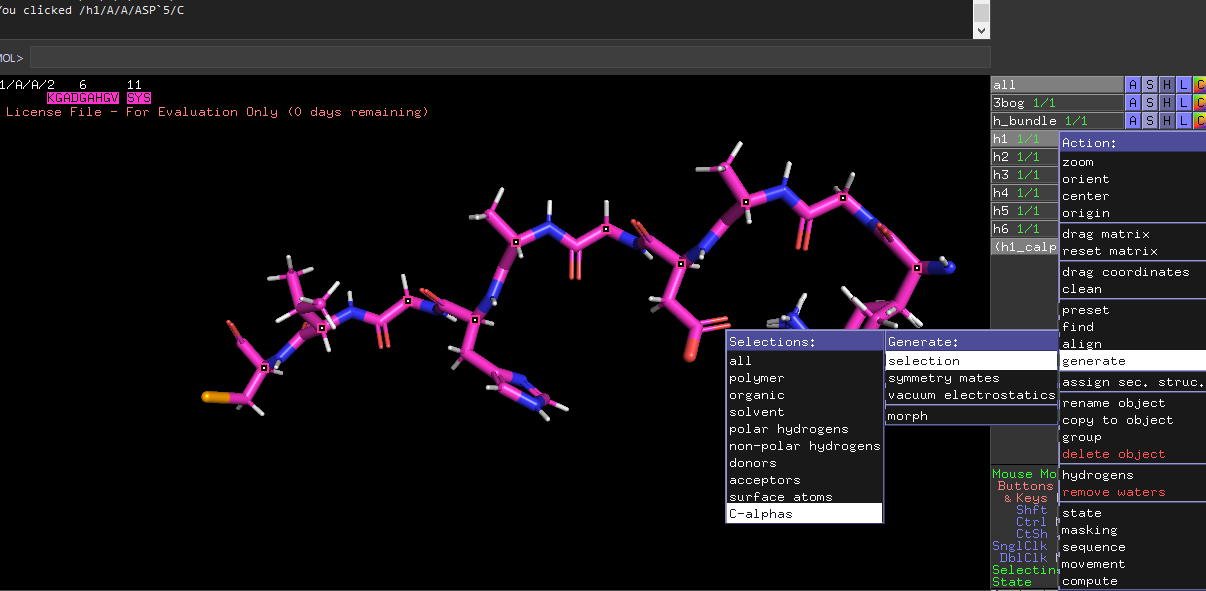 You clicked /h1/A/A/ASP`5/C
MOL>
1/A/A/2 6 11
KGADGAHGV SYS
License File - For Evaluation Only (0 days remaining)
all A S H L C
3bog 1/1 A S H L C
h_bundle 1/1 A S H L C
h1 1/1
h2 1/1
h3 1/1
h4 1/1
h5 1/1
h6 1/1
(h1_calp
Action:
zoom
orient
center
origin
drag matrix
reset matrix
drag coordinates
clean
preset
find
align
generate
assign sec. struc.
rename object
copy to object
group
delete object
hydrogens
remove waters
state
masking
sequence
movement
compute
Generate:
selection
symmetry mates
vacuum electrostatics
morph
Selections:
all
polymer
organic
solvent
polar hydrogens
non-polar hydrogens
donors
acceptors
surface atoms
C-alphas
Mouse Mo
Buttons
& Keys
Shft
Ctrl
CtSh
SnglClk
DblClk
Selectin
State